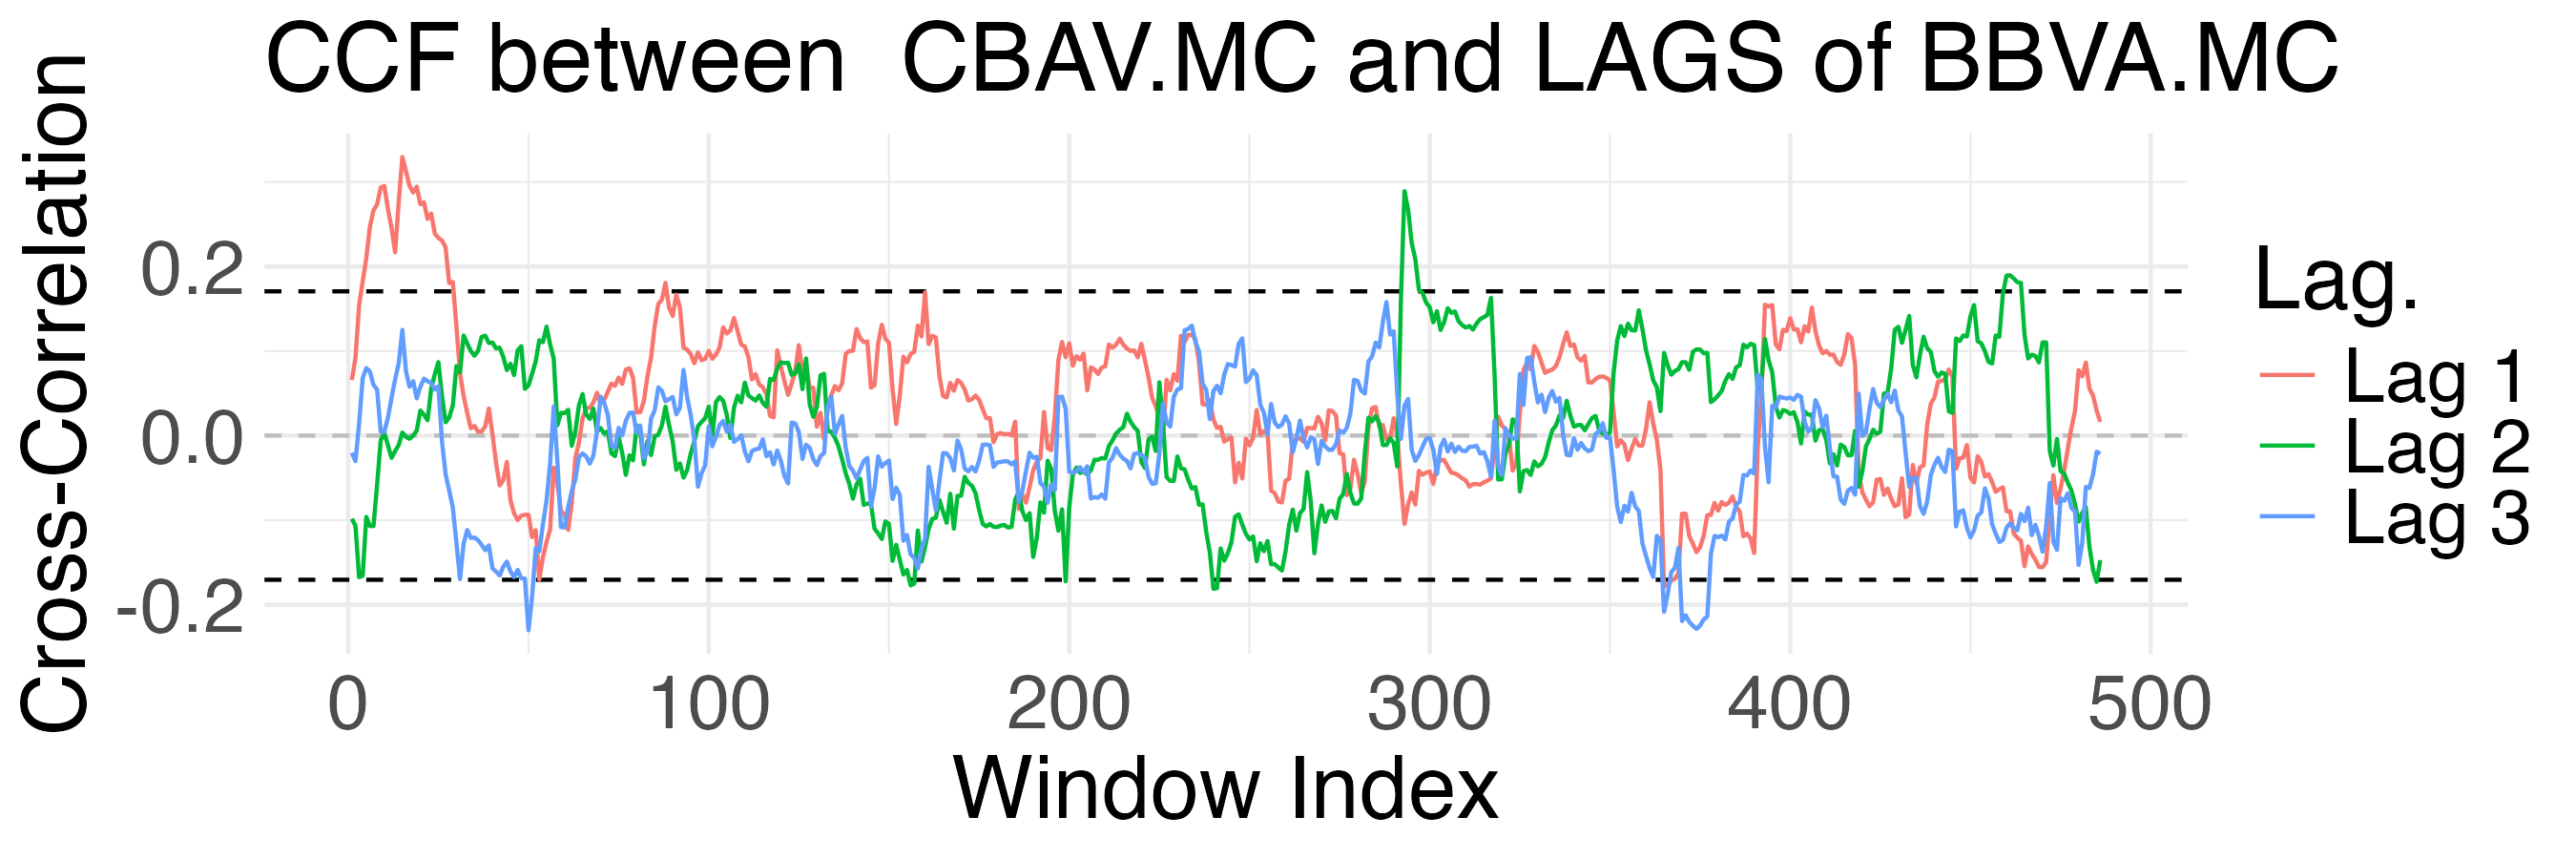 CCF between  CBAV.MC and LAGS of BBVA.MC
Cross-Correlation
0.2
0.0
-0.2
0 100 200 300 400 500
Window Index
Lag.
Lag 1
Lag 2
Lag 3